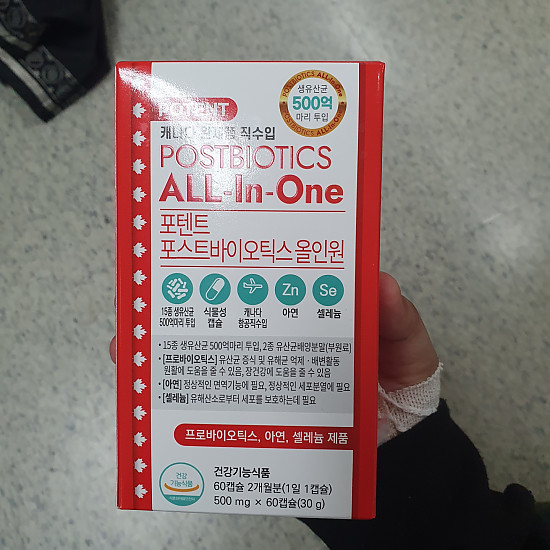 POTENT
POSTBIOTICS ALL-In-One
생유산균
500억
마리 투입
POSTBIOTICS ALL-In-One
캐나다 완제품 직수입
POSTBIOTICS
ALL-In-One
포텐트
포스트바이오틱스 올인원
Zn
Se
15종 생유산균
500억마리 투입
식물성
캡슐
캐나다
항공직수입
아연
셀레늄
• 15종 생유산균 500억마리 투입, 2종 유산균배양분말(부원료)
• [프로바이오틱스] 유산균 증식 및 유해균 억제 · 배변활동
원활에 도움을 줄 수 있음, 장건강에 도움을 줄 수 있음
• [아연] 정상적인 면역기능에 필요, 정상적인 세포분열에 필요
• [셀레늄] 유해산소로부터 세포를 보호하는데 필요
프로바이오틱스, 아연, 셀레늄 제품
건강
기능식품
건강기능식품
60캡슐 2개월분(1일 1캡슐)
500 mg × 60캡슐(30 g)